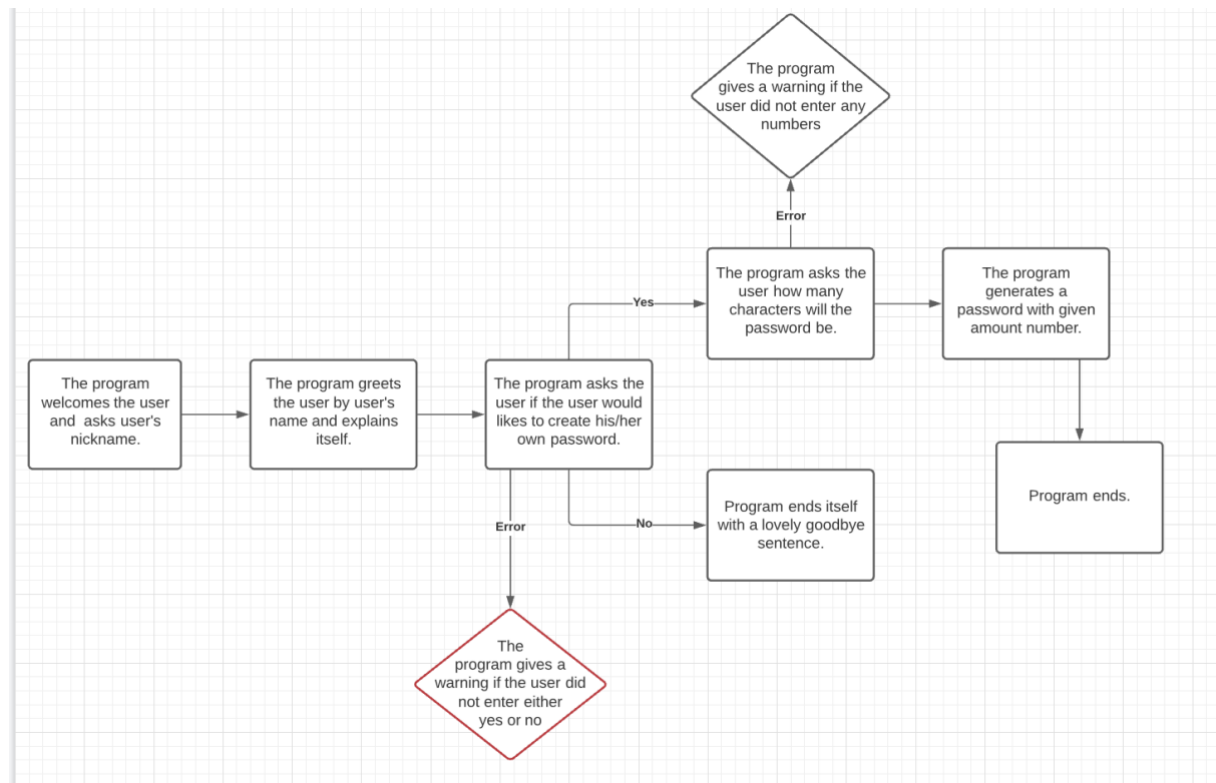 The program
gives a warning if the
user did not enter any
numbers
Error
The program asks the
user how many
characters will the
password be.
The program
generates a
password with given
amount number.
Yes
The program
welcomes the user
and  asks user's
nickname.
The program greets
the user by user's
name and explains
itself.
The program asks the
user if the user would
likes to create his/her
own password.
Program ends.
No
Program ends itself
with a lovely goodbye
sentence.
Error
The
program gives a
warning if the user did
not enter either
yes or no